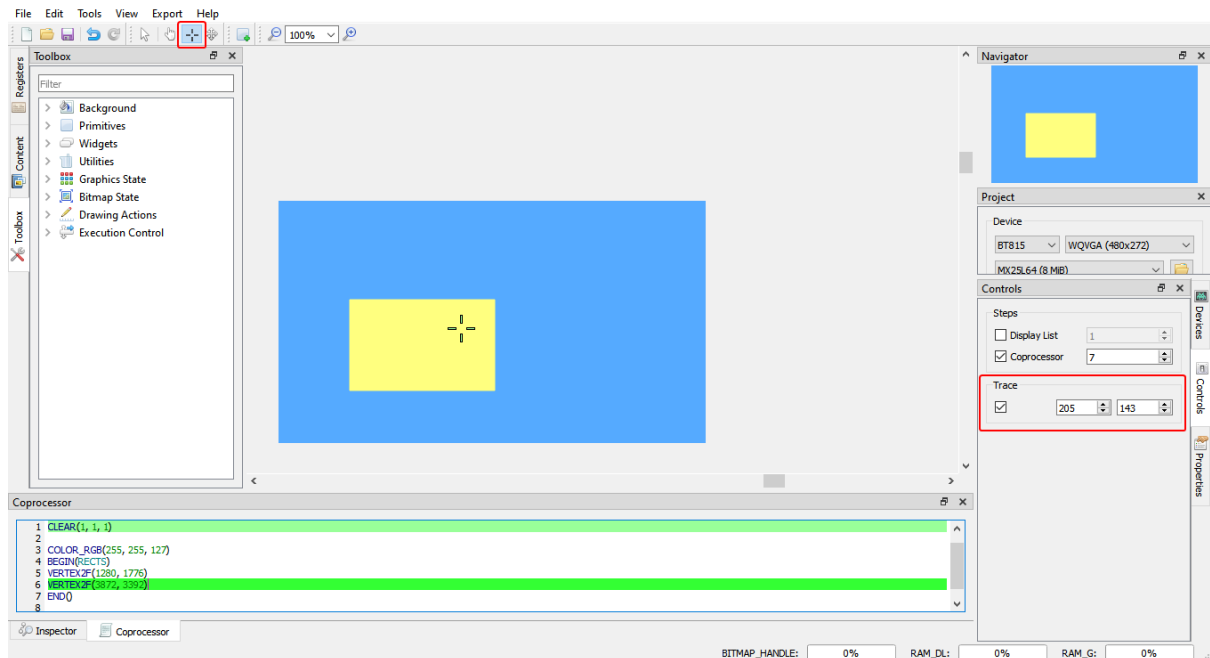 File Edit Tools View Export Help
100%
Registers
Content
Toolbox
Toolbox
Filter
Background
Primitives
Widgets
Utilities
Graphics State
Bitmap State
Drawing Actions
Execution Control
Navigator
Project
Device
BT815 WQVGA (480x272)
MX25L64 (8 MiB)
Controls
Steps
Display List 1
Coprocessor 7
Trace
205 143
Devices
Controls
Properties
Coprocessor
1 CLEAR(1, 1, 1)
2
3 COLOR_RGB(255, 255, 127)
4 BEGIN(RECTS)
5 VERTEX2F(1280, 1776)
6 VERTEX2F(3872, 3392)
7 END()
8
Inspector Coprocessor
BITMAP_HANDLE: 0% RAM_DL: 0% RAM_G: 0%